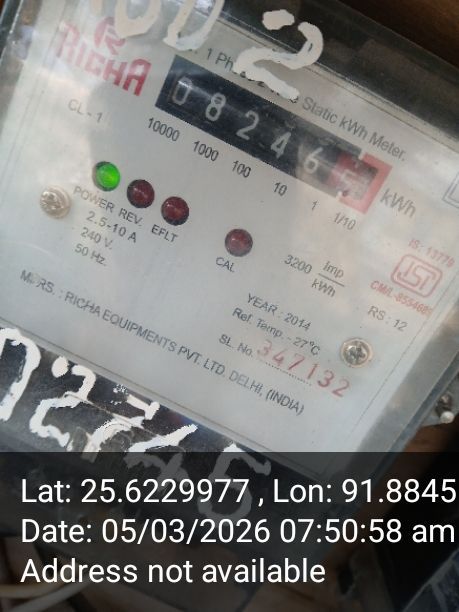 RICHA
1 Ph Static kWh Meter,
0 8 2 4 6
kWh
CL-1
10000 1000 100 10 1 1/10
POWER REV. EFLT
2.5-10 A
240 V.
50 Hz.
CAL
3200 Imp
kWh
IS: 13779
ISI
RS : 12
YEAR : 2014
Ref. Temp. - 27°C
SL. No. 347132
MDRS. : RICHA EQUIPMENTS PVT. LTD. DELHI, (INDIA)
Lat: 25.6229977 , Lon: 91.8845
Date: 05/03/2026 07:50:58 am
Address not available